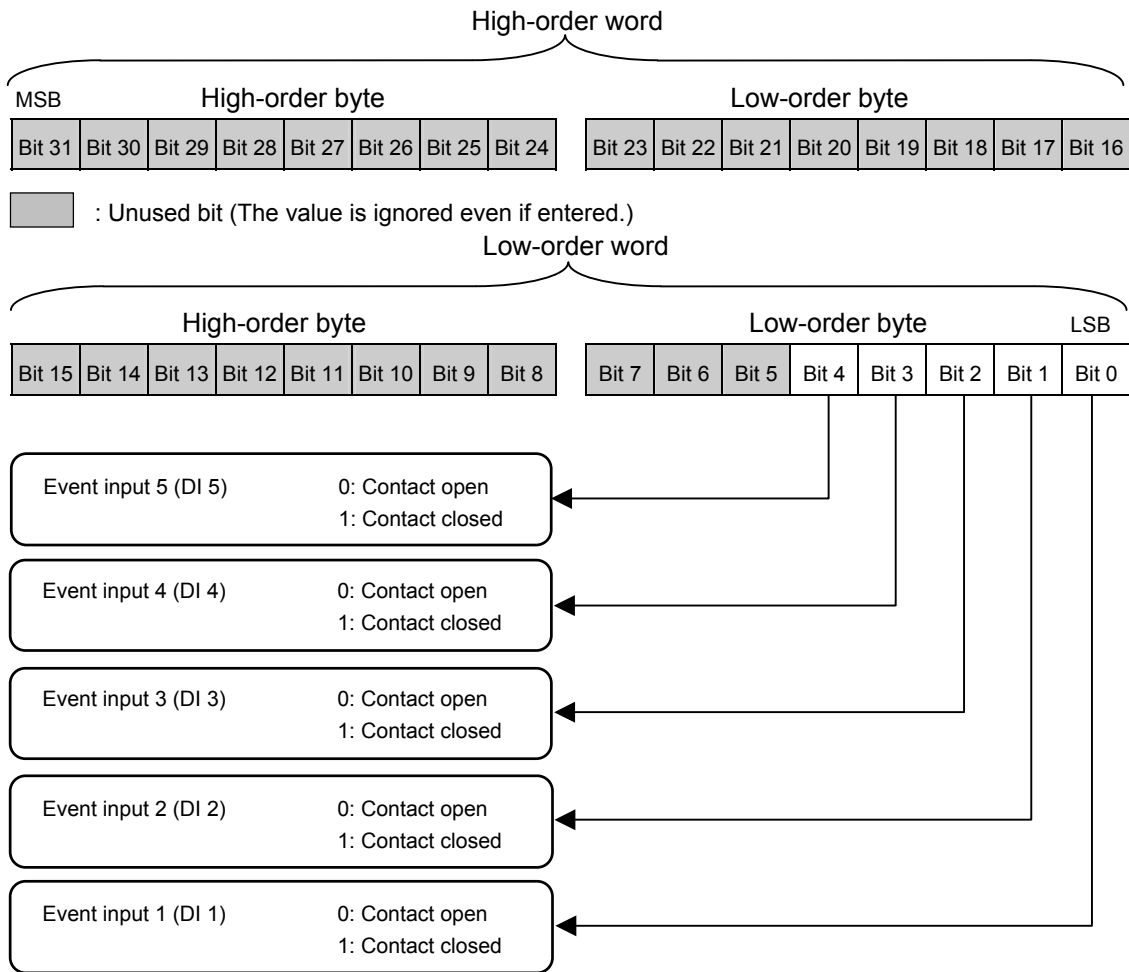 High-order word
MSB High-order byte Low-order byte
Bit 31 Bit 30 Bit 29 Bit 28 Bit 27 Bit 26 Bit 25 Bit 24 Bit 23 Bit 22 Bit 21 Bit 20 Bit 19 Bit 18 Bit 17 Bit 16
: Unused bit (The value is ignored even if entered.)
Low-order word
High-order byte Low-order byte LSB
Bit 15 Bit 14 Bit 13 Bit 12 Bit 11 Bit 10 Bit 9 Bit 8 Bit 7 Bit 6 Bit 5 Bit 4 Bit 3 Bit 2 Bit 1 Bit 0
Event input 5 (DI 5) 0: Contact open
1: Contact closed
Event input 4 (DI 4) 0: Contact open
1: Contact closed
Event input 3 (DI 3) 0: Contact open
1: Contact closed
Event input 2 (DI 2) 0: Contact open
1: Contact closed
Event input 1 (DI 1) 0: Contact open
1: Contact closed